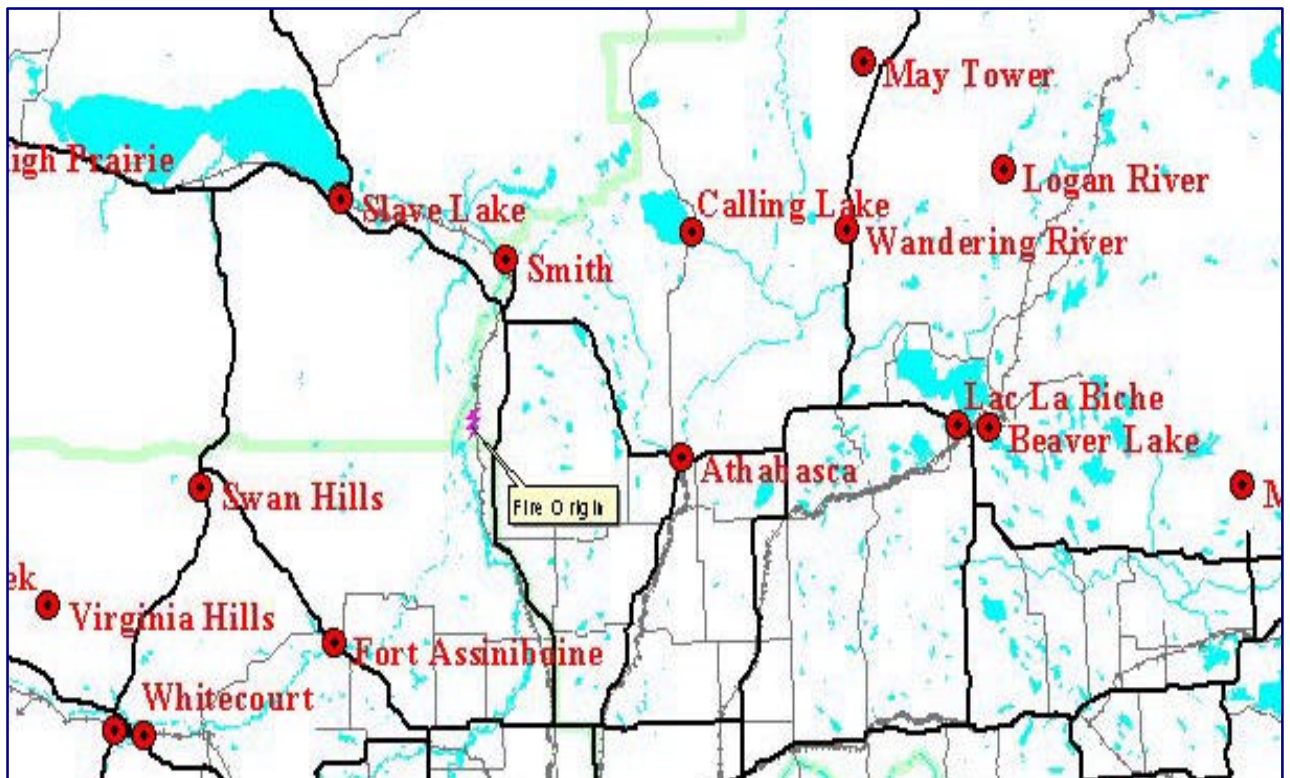 May Tower
igh Prairie
Logan River
Slave Lake
Calling Lake
Wandering River
Smith
Lac La Biche
Beaver Lake
Athabasca
Swan Hills
M
Fire Origin
ek
Virginia Hills
Fort Assiniboine
Whitecourt